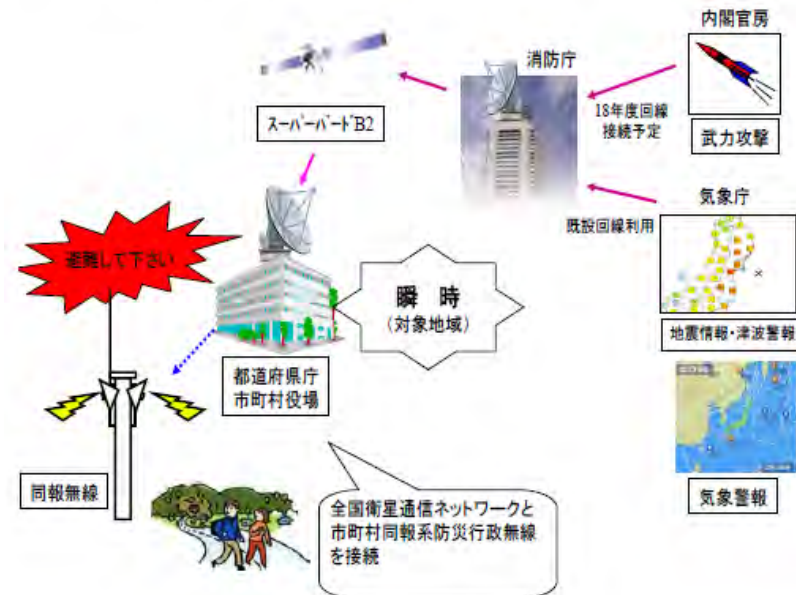 内閣官房
消防庁
18年度回線
接続予定
武力攻撃
スーパーバードB2
気象庁
既設回線利用
避難して下さい
瞬 時
(対象地域)
地震情報・津波警報
都道府県庁
市町村役場
同報無線
全国衛星通信ネットワークと
市町村同報系防災行政無線
を接続
気象警報